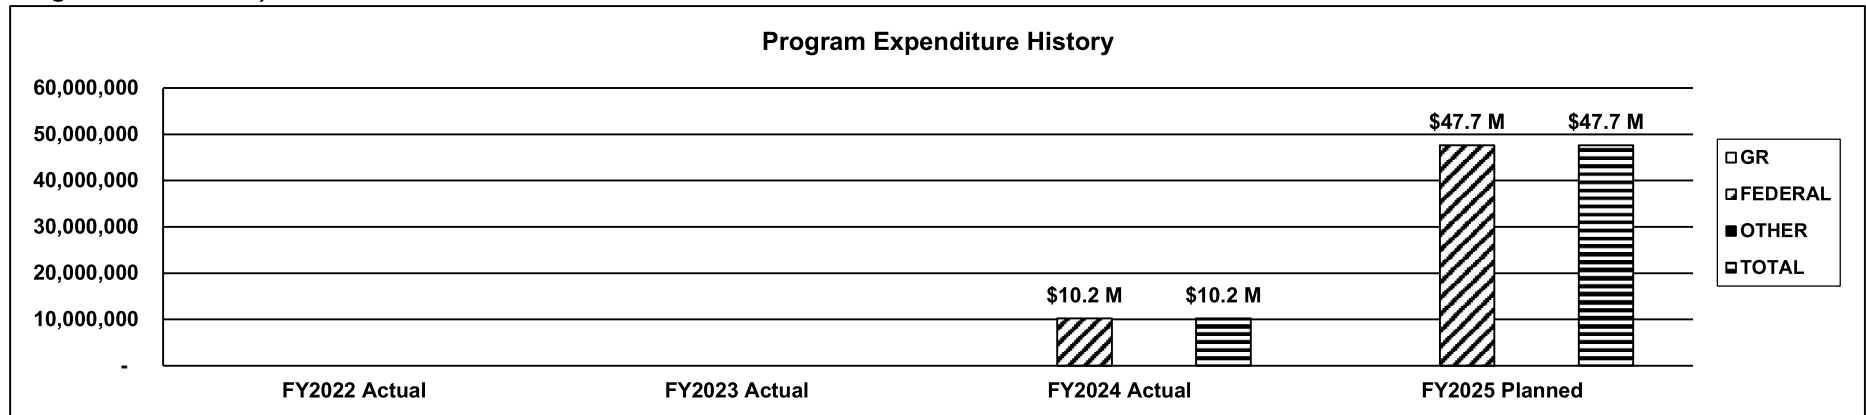 Program Expenditure History
60,000,000
50,000,000
40,000,000
30,000,000
20,000,000
10,000,000
-
$10.2 M $10.2 M
$47.7 M $47.7 M
FY2022 Actual FY2023 Actual FY2024 Actual FY2025 Planned
GR
FEDERAL
OTHER
TOTAL